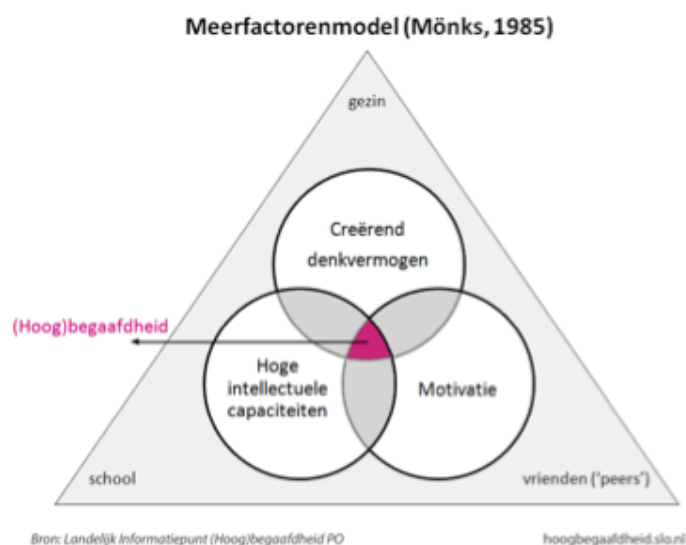 Meerfactorenmodel (Mönks, 1985)
gezin
Creërend
denkvermogen
(Hoog)begaafdheid
Hoge
intellectuele
capaciteiten
Motivatie
school
vrienden ('peers')
Bron: Landelijk Informatiepunt (Hoog)begaafdheid PO
hoogbegaafdheid.slo.nl